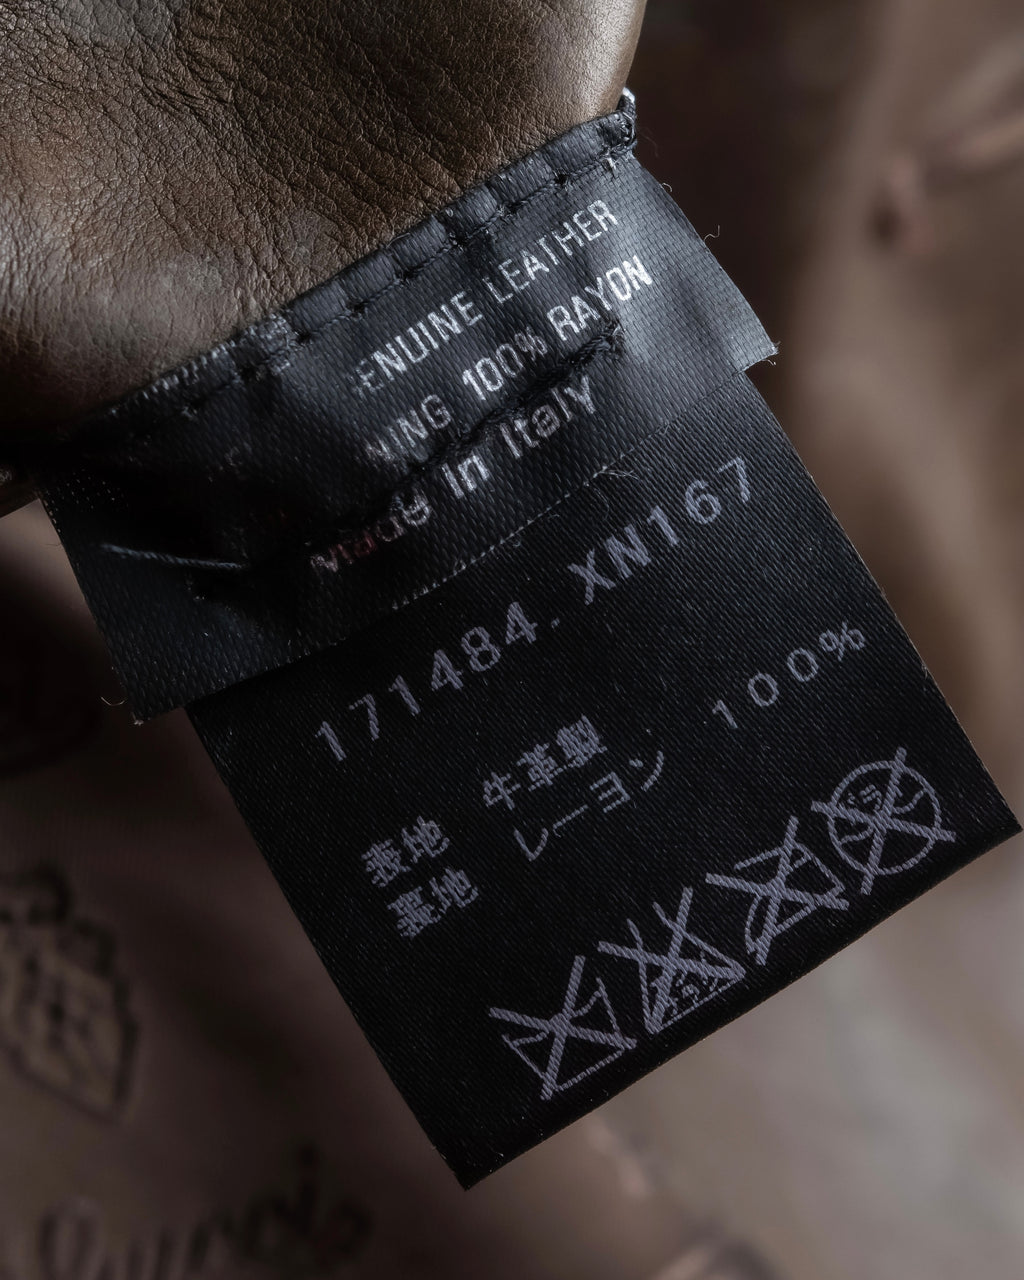 ENUINE LEATHER
NING 100% RAYON
Made in Italy
171484. XN167
表地 牛革製
裏地 レーヨン 100%